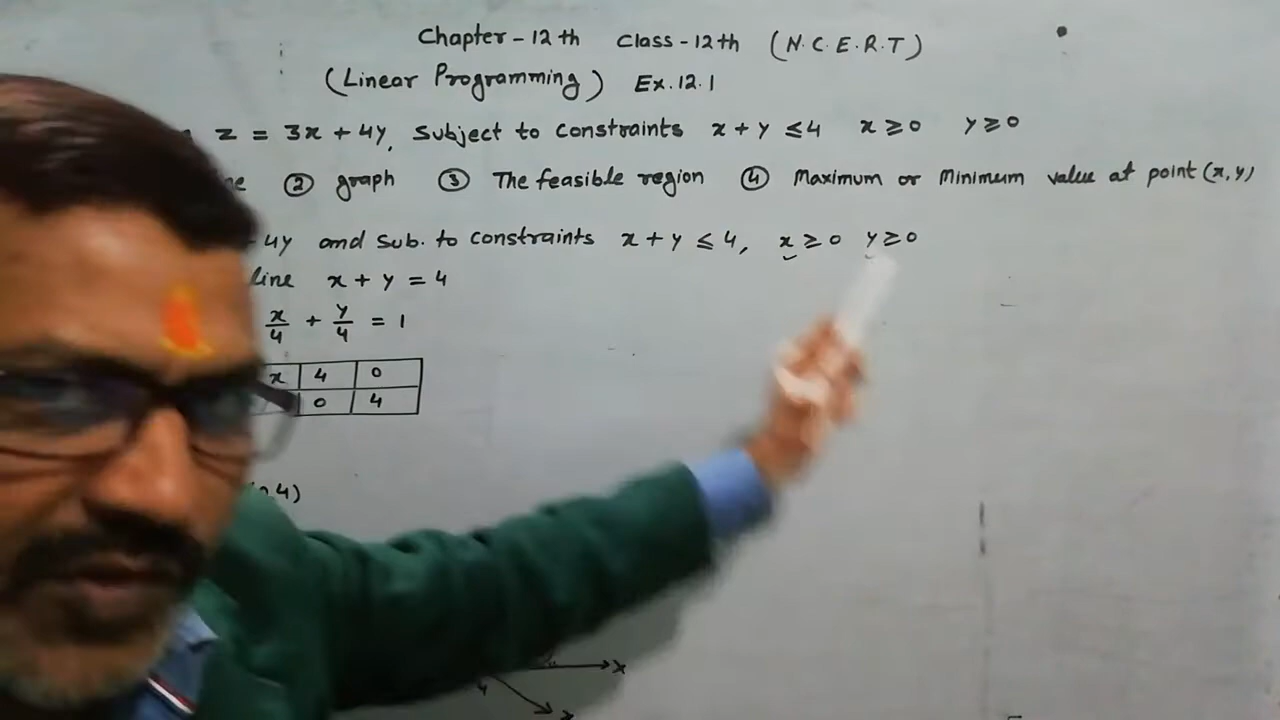 Chapter - 12th Class - 12th (N.C.E.R.T)
(Linear Programming) Ex. 12.1
z = 3x + 4y, Subject to constraints x + y ≤ 4 x ≥ 0 y ≥ 0
② graph ③ The feasible region ④ Maximum or Minimum value at point (x, y)
4y and sub. to constraints x + y ≤ 4, x ≥ 0 y ≥ 0
line x + y = 4
x/4 + y/4 = 1
x 4 0
0 4
,4)
X
4